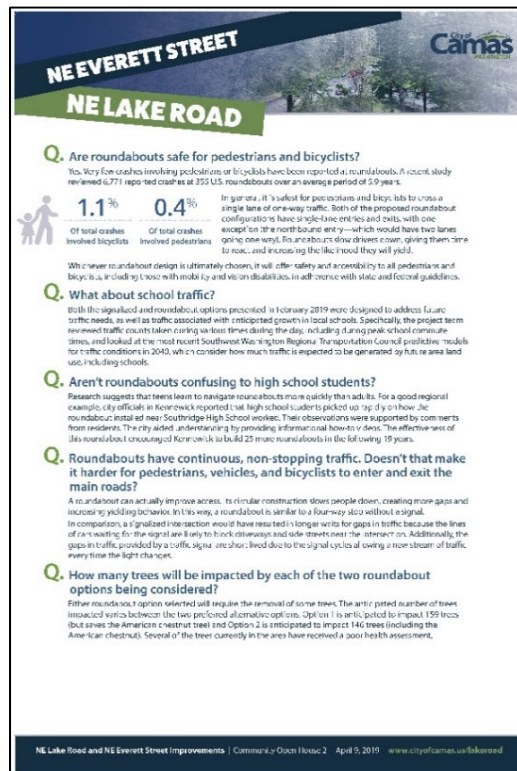 City of
Camas
WASHINGTON
NE EVERETT STREET
NE LAKE ROAD
Q. Are roundabouts safe for pedestrians and bicyclists?
Yes. Very few crashes involving pedestrians or bicyclists have been reported at roundabouts. A recent study
reviewed 6,771 reported crashes at 355 U.S. roundabouts over an average period of 5.9 years.
1.1%
Of total crashes
involved bicyclists
0.4%
Of total crashes
involved pedestrians
In general, it is safest for pedestrians and bicyclists to cross a
single lane of one-way traffic. Both of the proposed roundabout
configurations have single-lane entries and exits, with one
exception (the northbound entry—which would have two lanes
going one way). Roundabouts slow drivers down, giving them time
to react and increasing the likelihood they will yield.
Whichever roundabout design is ultimately chosen, it will offer safety and accessibility to all pedestrians and
bicyclists, including those with mobility and vision disabilities, in adherence with state and federal guidelines.
Q. What about school traffic?
Both the signalized and roundabout options presented in February 2019 were designed to address future
traffic needs, as well as traffic associated with anticipated growth in local schools. Specifically, the project team
reviewed traffic counts taken during various times during the day, including during peak school commute
times, and looked at the most recent Southwest Washington Regional Transportation Council predictive models
for traffic conditions in 2040, which consider how much traffic is expected to be generated by future area land
use, including schools.
Q. Aren't roundabouts confusing to high school students?
Research suggests that teens learn to navigate roundabouts more quickly than adults. For a good regional
example, city officials in Kennewick reported that high school students picked up rapidly on how the
roundabout installed near Southridge High School worked. Their observations were supported by comments
from residents. The city aided understanding by providing informational how-to videos. The effectiveness of
this roundabout encouraged Kennewick to build 25 more roundabouts in the following 19 years.
Q. Roundabouts have continuous, non-stopping traffic. Doesn't that make
it harder for pedestrians, vehicles, and bicyclists to enter and exit the
main roads?
A roundabout can actually improve access. Its circular construction slows people down, creating more gaps and
increasing yielding behavior. In this way, a roundabout is similar to a four-way stop without a signal.
In comparison, a signalized intersection would have resulted in longer waits for gaps in traffic because the lines
of cars waiting for the signal are likely to block driveways and side streets near the intersection. Additionally, the
gaps in traffic provided by a traffic signal are short lived due to the signal cycles allowing a new stream of traffic
every time the light changes.
Q. How many trees will be impacted by each of the two roundabout
options being considered?
Either roundabout option selected will require the removal of some trees. The anticipated number of trees
impacted varies between the two preferred alternative options. Option 1 is anticipated to impact 159 trees
(but saves the American chestnut tree) and Option 2 is anticipated to impact 146 trees (including the
American chestnut). Several of the trees currently in the area have received a poor health assessment.
NE Lake Road and NE Everett Street Improvements | Community Open House 2 April 9, 2019 www.cityofcamas.us/lakeroad